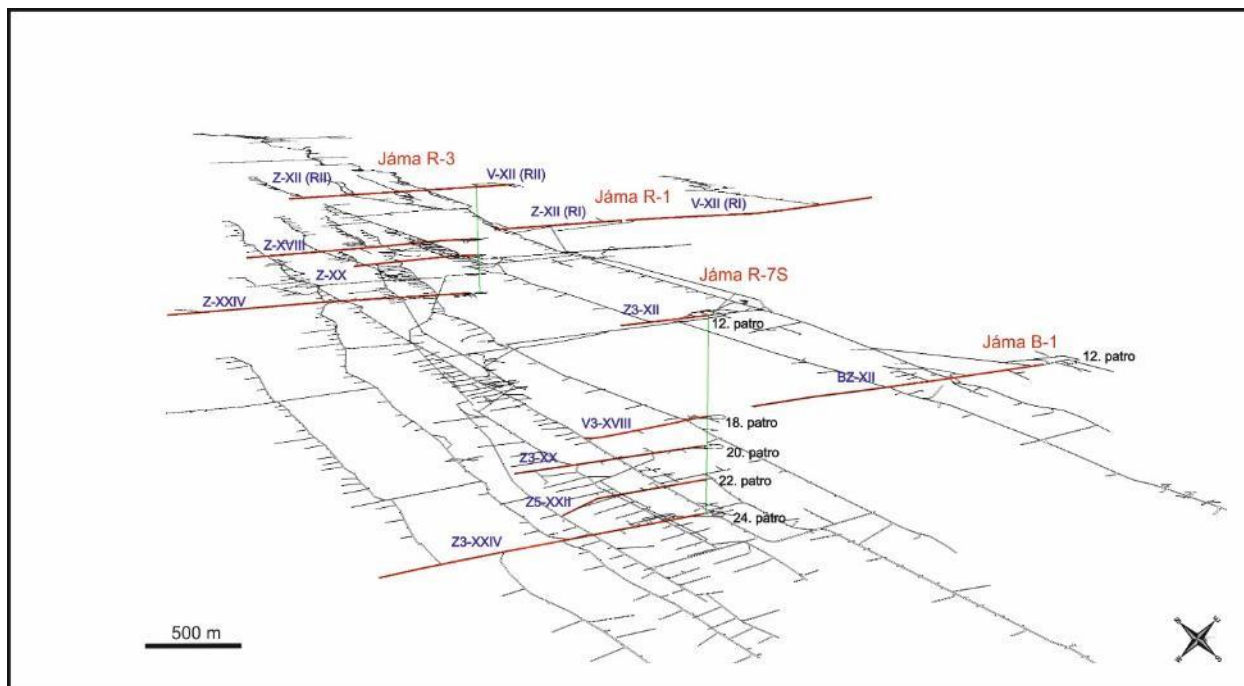 Jáma R-3
Z-XII (RII)
V-XII (RII)
Jáma R-1
Z-XII (RI)
V-XII (RI)
Z-XVIII
Z-XX
Z-XXIV
Jáma R-7S
Z3-XII
12. patro
Jáma B-1
12. patro
BZ-XII
V3-XVIII
18. patro
Z3-XX
20. patro
Z5-XXII
22. patro
Z3-XXIV
24. patro
500 m